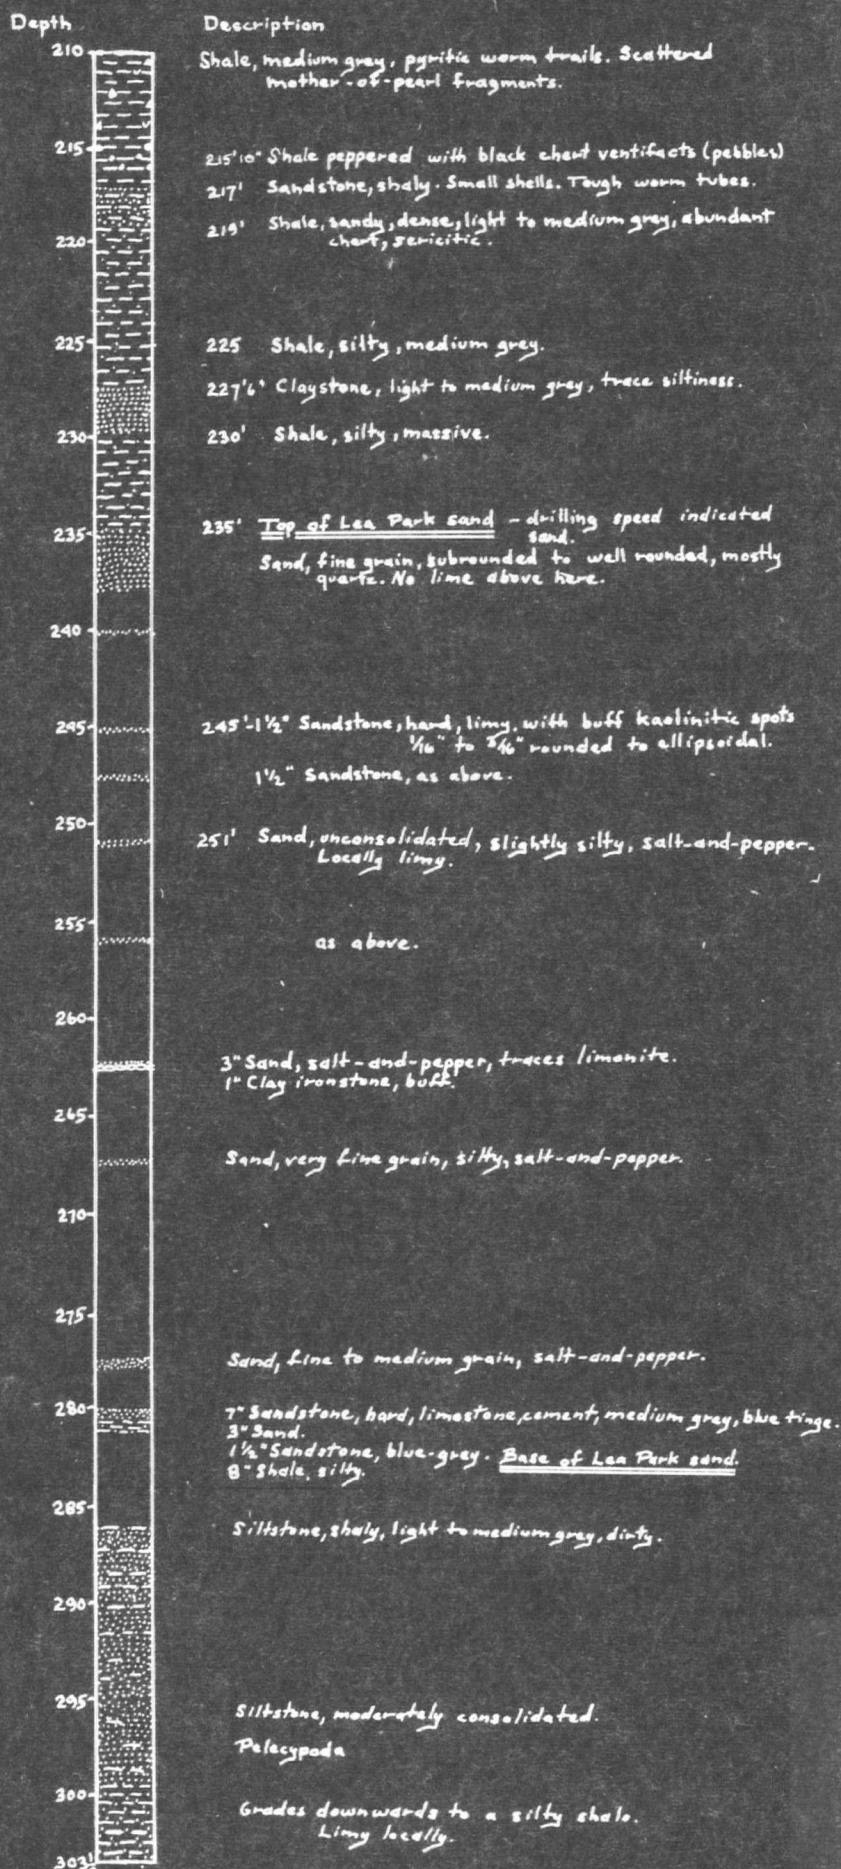 Depth Description
210 Shale, medium grey, pyritic worm trails. Scattered
mother-of-pearl fragments.
215 215'10" Shale peppered with black chert ventifacts (pebbles)
217' Sandstone, shaly. Small shells. Tough worm tubes.
219' Shale, sandy, dense, light to medium grey, abundant
220 chert, sericitic.
225 225 Shale, silty, medium grey.
227'6" Claystone, light to medium grey, trace siltiness.
230 230' Shale, silty, massive.
235 235' Top of Lea Park sand - drilling speed indicated
sand.
Sand, fine grain, subrounded to well rounded, mostly
quartz. No lime above here.
240
245 245'-1½" Sandstone, hard, limy, with buff kaolinitic spots
1/16" to 3/16" rounded to ellipsoidal.
1½" Sandstone, as above.
250
251' Sand, unconsolidated, slightly silty, salt-and-pepper.
Locally limy.
255
as above.
260
3" Sand, salt-and-pepper, traces limonite.
1" Clay ironstone, buff.
265
Sand, very fine grain, silty, salt-and-pepper.
270
275
Sand, fine to medium grain, salt-and-pepper.
280 7" Sandstone, hard, limestone, cement, medium grey, blue tinge.
3" Sand.
1½" Sandstone, blue-grey. Base of Lea Park sand.
8" Shale, silty.
285
Siltstone, shaly, light to medium grey, dirty.
290
295 Siltstone, moderately consolidated.
Pelecypoda
300 Grades downwards to a silty shale.
Limy locally.
303'